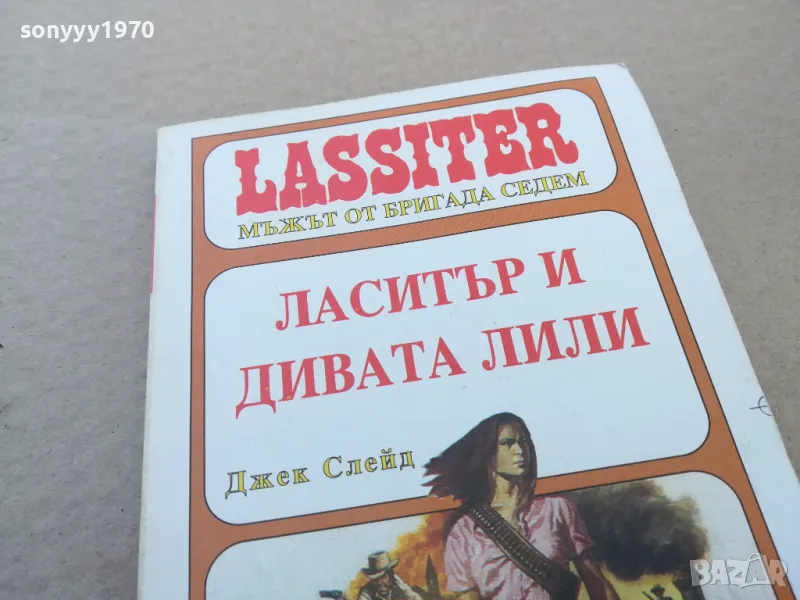 sonyyy1970
LASSITER
МЪЖЪТ ОТ БРИГАДА СЕДЕМ
ЛАСИТЪР И
ДИВАТА ЛИЛИ
Джек Слейд
BAZAR